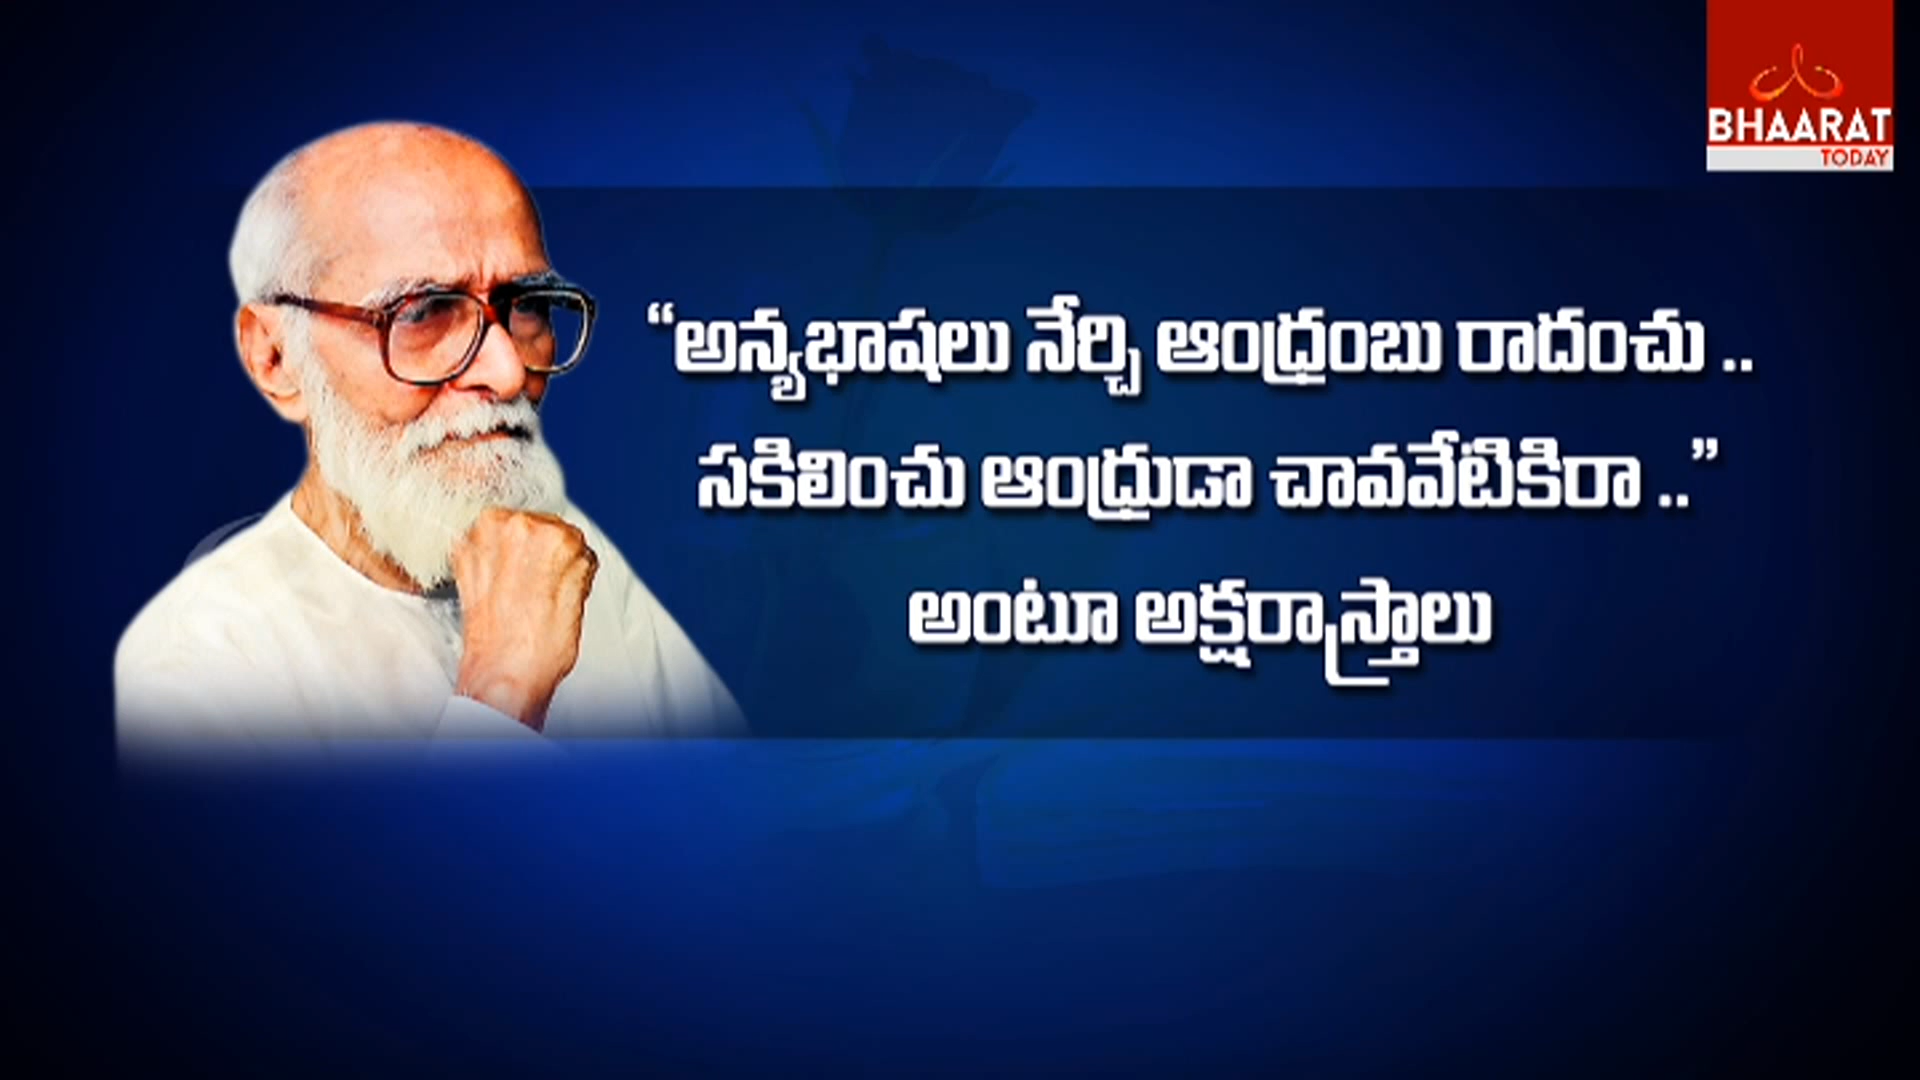 BHAARAT
TODAY
“అన్యభాషలు నేర్చి ఆంధ్రంబు రాదంచు ..
సకిలించు ఆంధ్రుడా చావవేటికిరా ..”
అంటూ అక్షరాస్త్రాలు